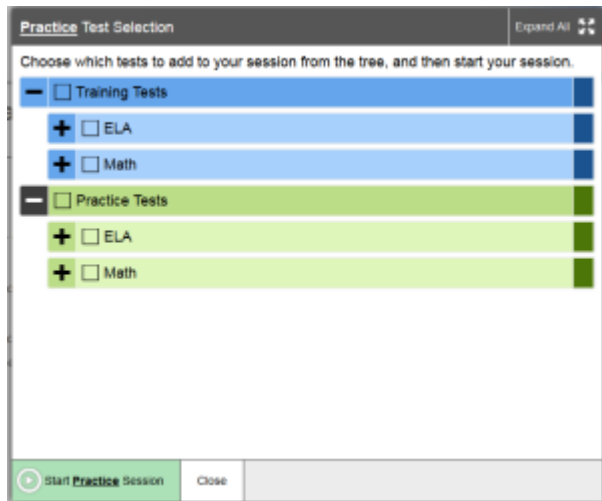 Practice Test Selection
Expand All
Choose which tests to add to your session from the tree, and then start your session.
Training Tests
ELA
Math
Practice Tests
ELA
Math
Start Practice Session
Close